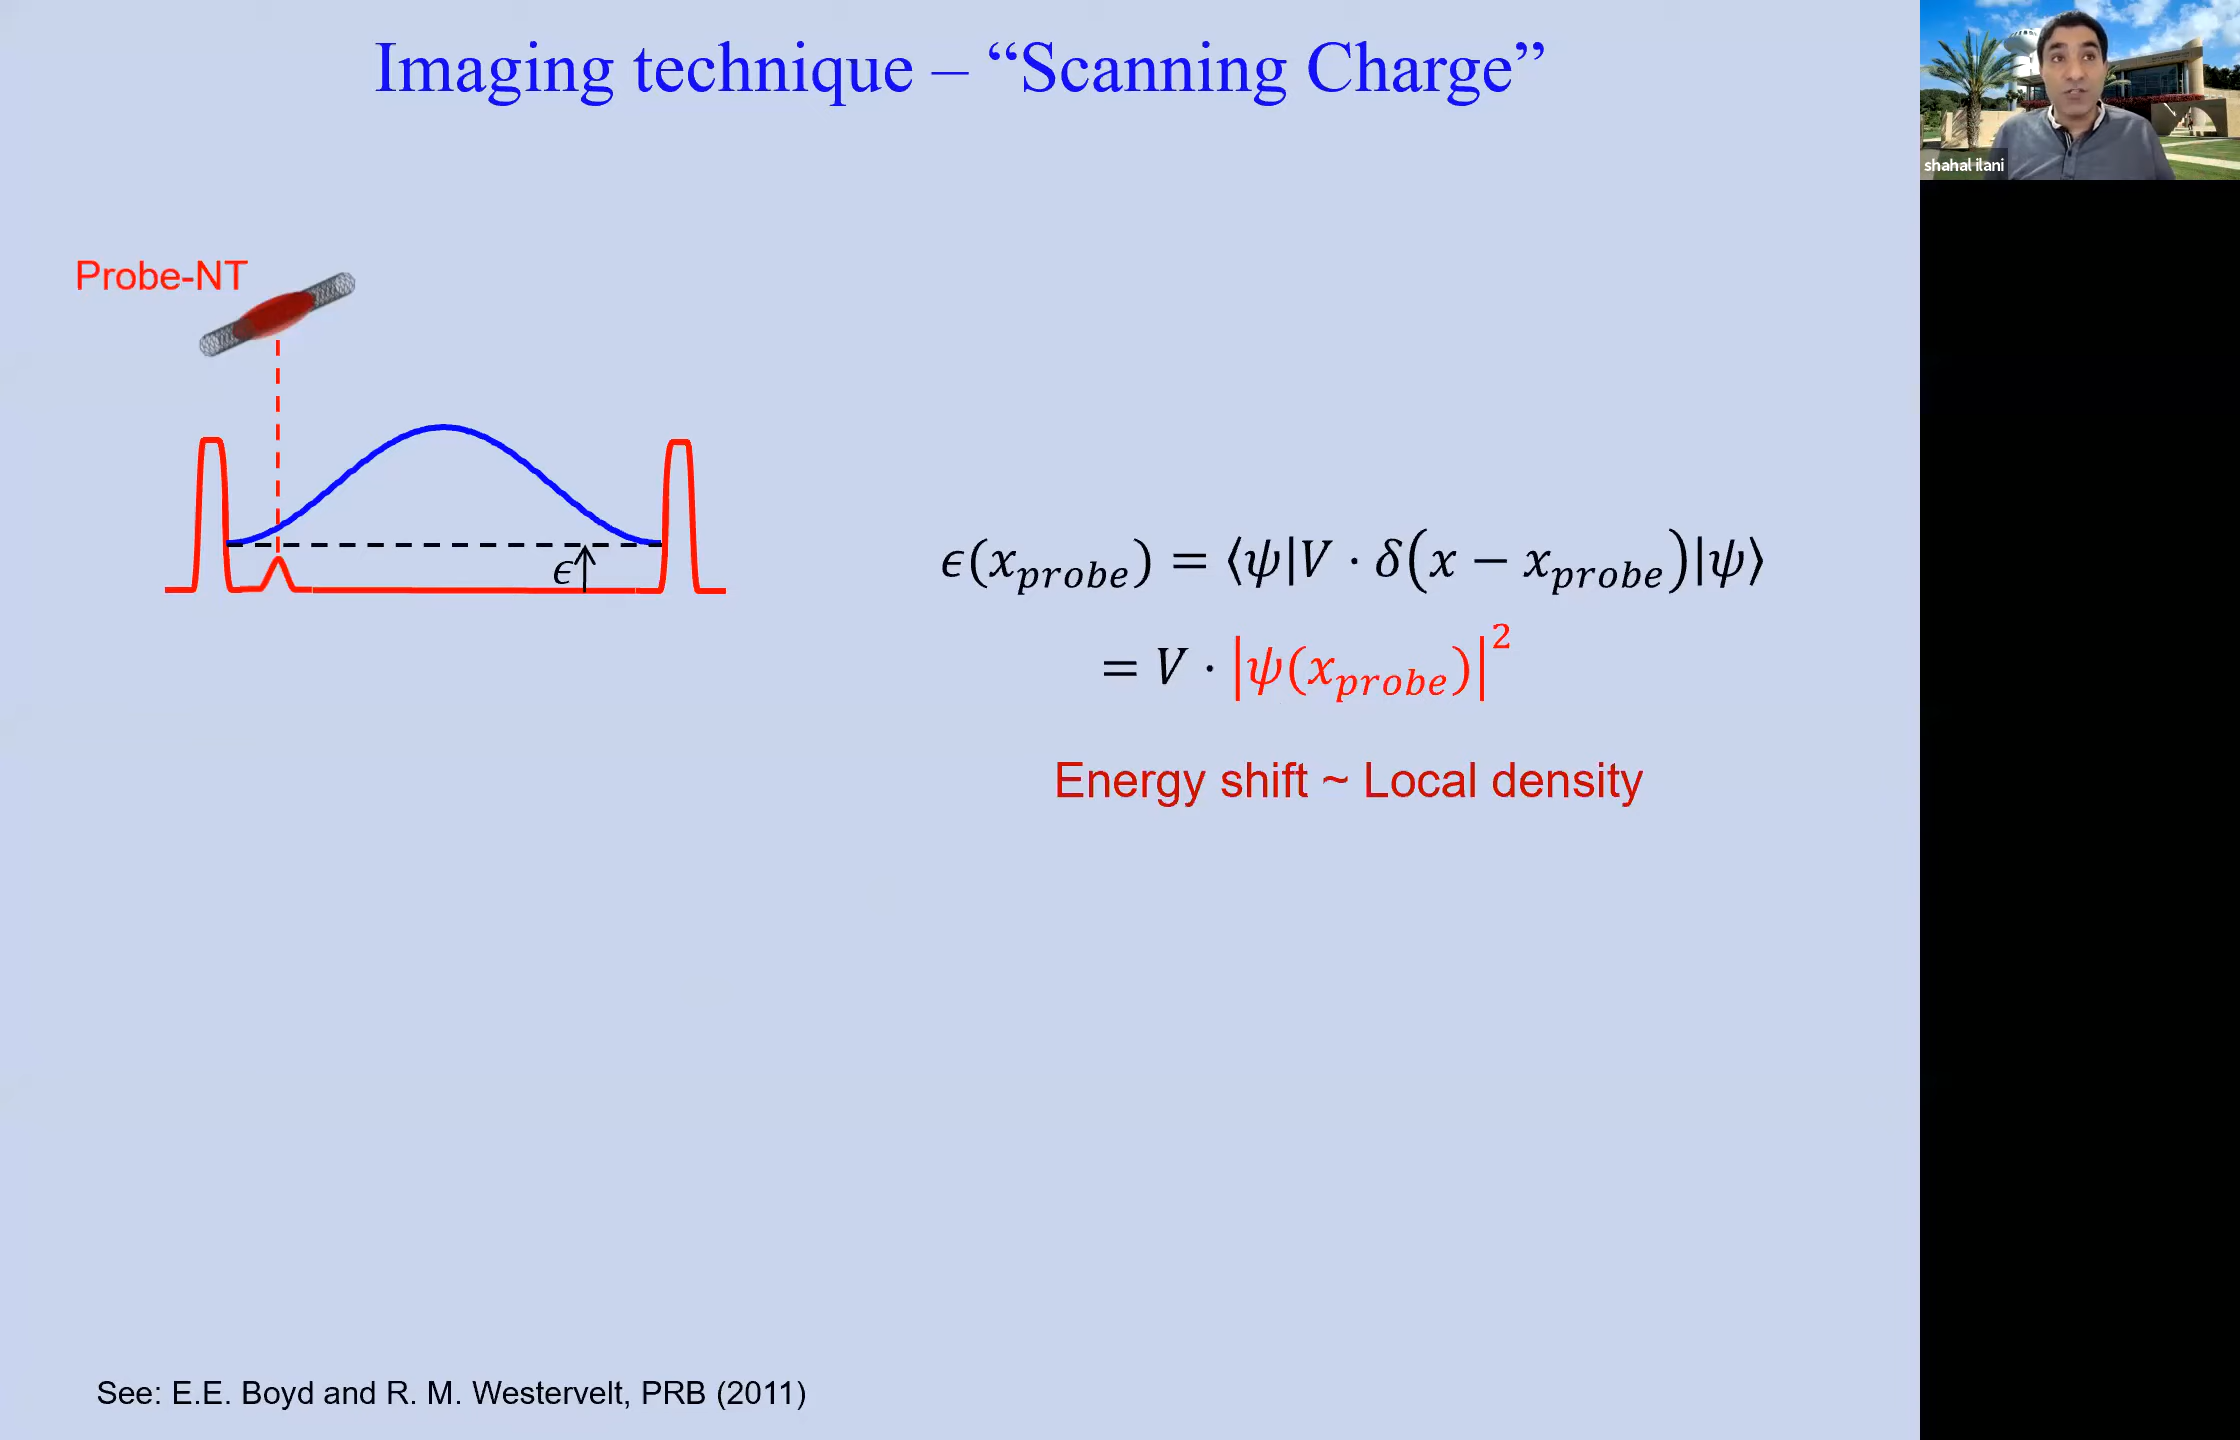 Imaging technique – “Scanning Charge”
shahal ilani
Probe-NT
ϵ
ϵ(x_probe) = ⟨ψ|V · δ(x − x_probe)|ψ⟩
= V · |ψ(x_probe)|²
Energy shift ~ Local density
See: E.E. Boyd and R. M. Westervelt, PRB (2011)